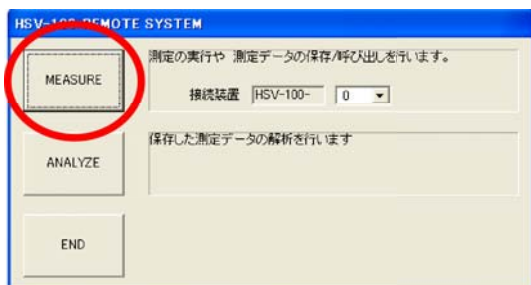 HSV-100 REMOTE SYSTEM
MEASURE
測定の実行や 測定データの保存/呼び出しを行います。
接続装置 HSV-100- 0
ANALYZE
保存した測定データの解析を行います
END